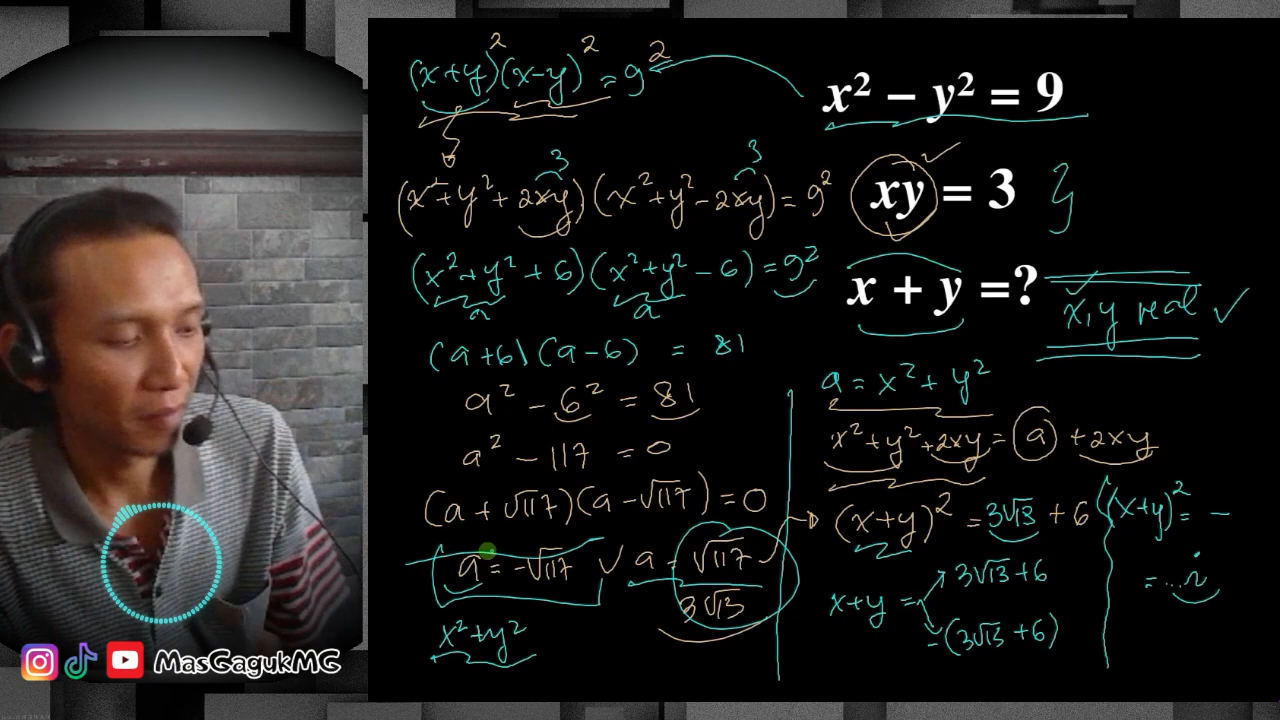 (x+y)²(x-y)² = 9²
(x²+y²+2xy)(x²+y²-2xy) = 9²
3 3
(x²+y²+6)(x²+y²-6) = 9²
a a
(a+6)(a-6) = 81
a² - 6² = 81
a² - 117 = 0
(a+√117)(a-√117) = 0
a = -√117 ∨ a = √117
3√13
x²+y²
x² − y² = 9
xy = 3
x + y =?
x,y real
a = x²+y²
x²+y²+2xy = a +2xy
(x+y)² = 3√13 + 6
x+y = 3√13+6
-(3√13+6)
(x+y)² = -
= ...i
MasGagukMG